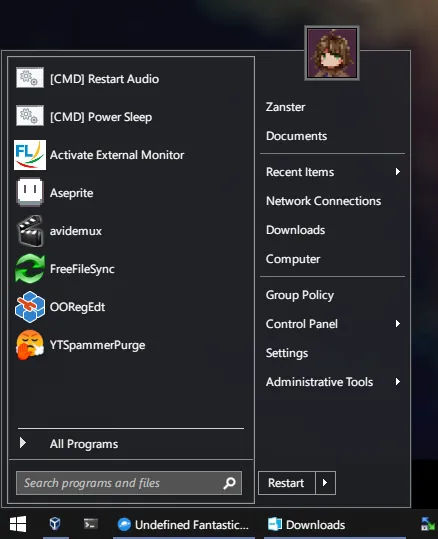 [CMD] Restart Audio
[CMD] Power Sleep
FL
Activate External Monitor
Aseprite
avidemux
FreeFileSync
OORegEdt
YTSpammerPurge
All Programs
Search programs and files
Zanster
Documents
Recent Items
Network Connections
Downloads
Computer
Group Policy
Control Panel
Settings
Administrative Tools
Restart
Undefined Fantastic...
Downloads